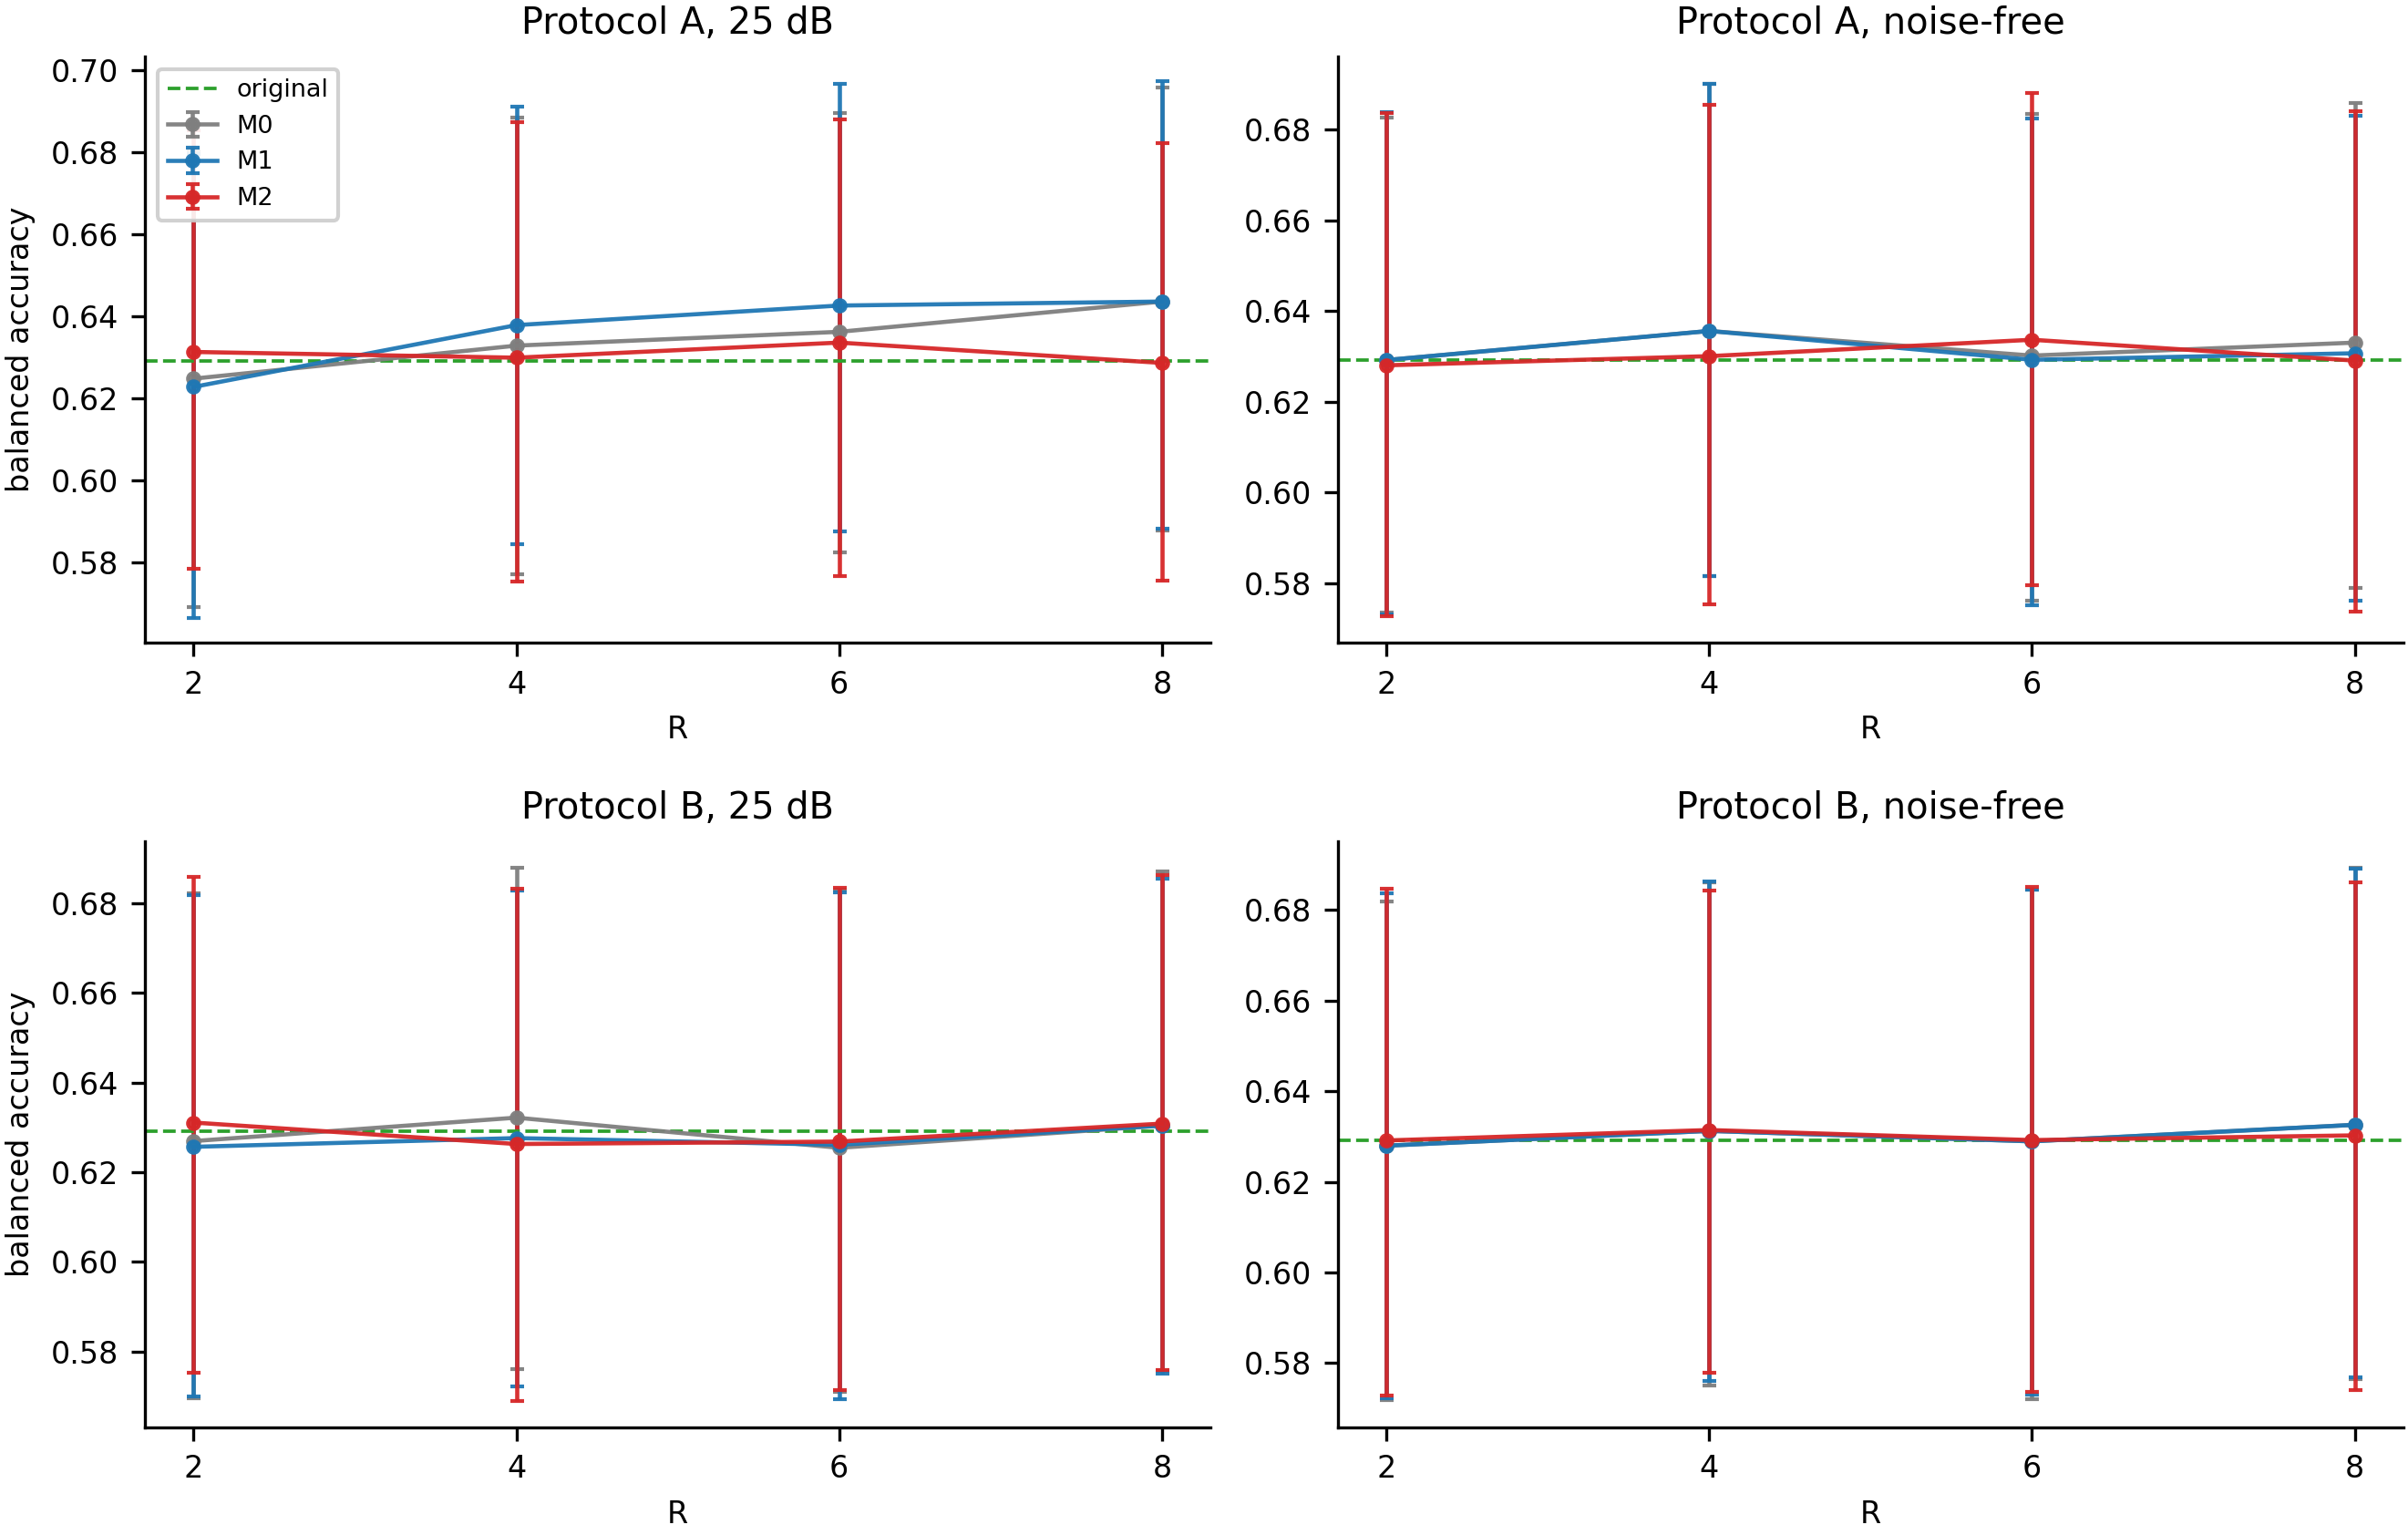 Protocol A, 25 dB
balanced accuracy
0.70
0.68
0.66
0.64
0.62
0.60
0.58
original
M0
M1
M2
2 4 6 8
R
Protocol A, noise-free
0.68
0.66
0.64
0.62
0.60
0.58
2 4 6 8
R
Protocol B, 25 dB
balanced accuracy
0.68
0.66
0.64
0.62
0.60
0.58
2 4 6 8
R
Protocol B, noise-free
0.68
0.66
0.64
0.62
0.60
0.58
2 4 6 8
R